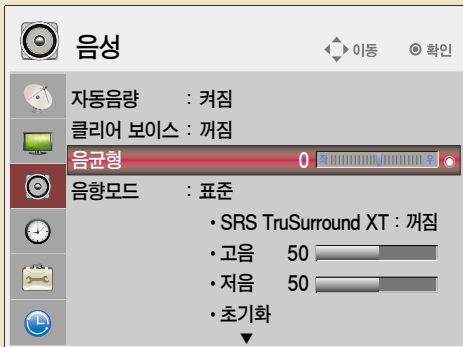 음성
이동 확인
자동음량 : 켜짐
클리어 보이스 : 꺼짐
음균형 0 좌 우
음향모드 : 표준
• SRS TruSurround XT : 꺼짐
• 고음 50
• 저음 50
• 초기화
▼